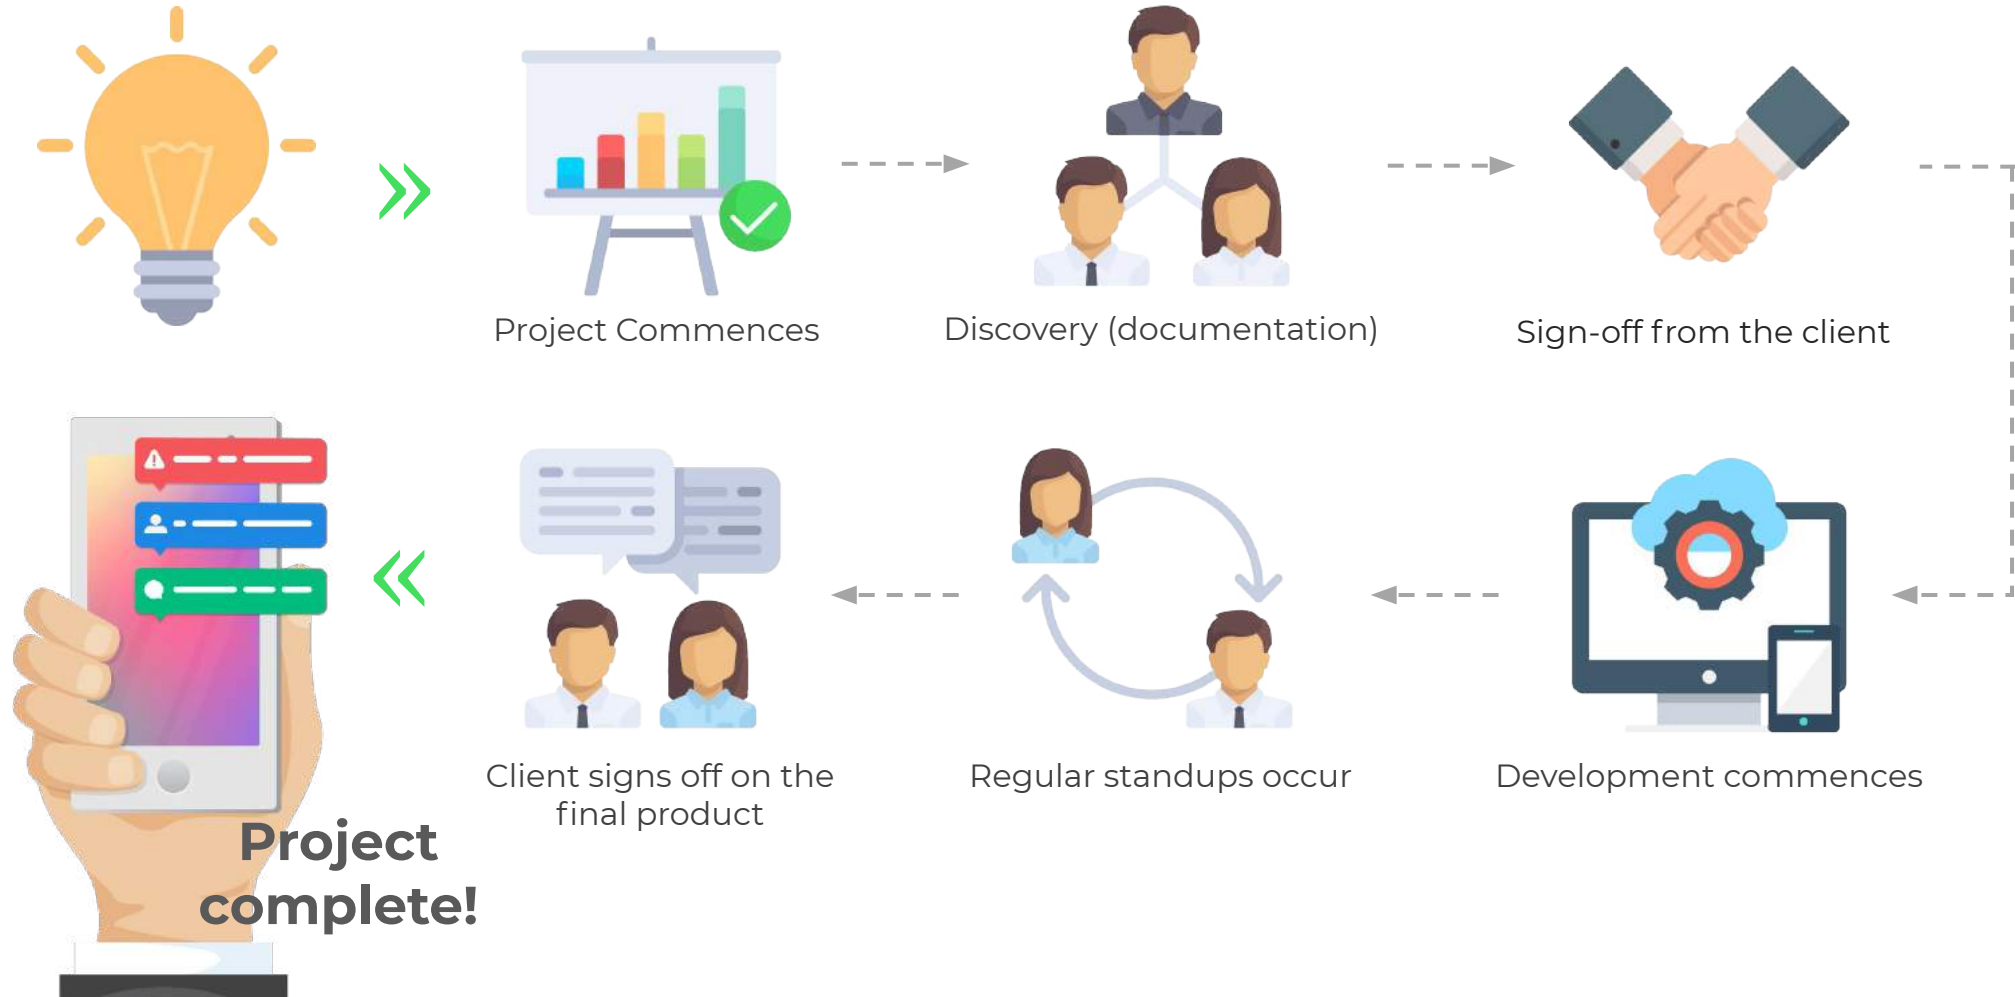 Project Commences
Discovery (documentation)
Sign-off from the client
Development commences
Regular standups occur
Client signs off on the
final product
Project
complete!